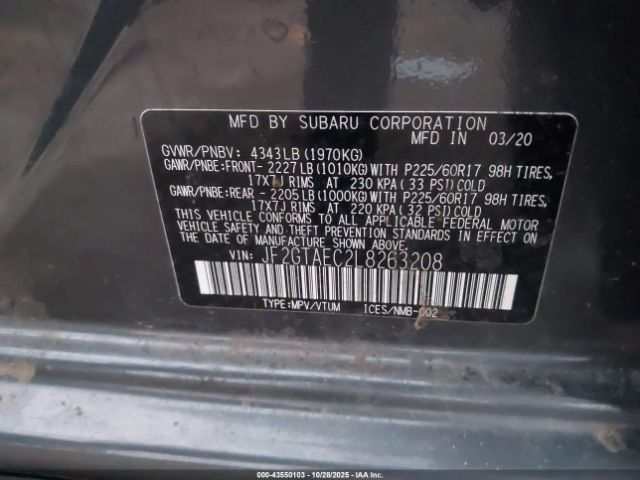 MFD BY SUBARU CORPORATION
MFD IN 03/20
GVWR/PNBV: 4343LB(1970KG)
GAWR/PNBE:FRONT-2227LB(1010KG)WITH P225/60R17 98H TIRES,
17X7J RIMS AT 230 KPA(33 PSI)COLD
GAWR/PNBE:REAR-2205LB(1000KG)WITH P225/60R17 98H TIRES,
17X7J RIMS AT 220 KPA(32 PSI)COLD
THIS VEHICLE CONFORMS TO ALL APPLICABLE FEDERAL MOTOR
VEHICLE SAFETY AND BUMPER STANDARDS IN EFFECT ON
THE DATE OF MANUFACTURE SHOWN ABOVE.
VIN: JF2GTAEC2L8263208
TYPE:MPV/VTUM ICES/NMB-002
000-43550103 - 10/28/2025 - © IAA Inc.